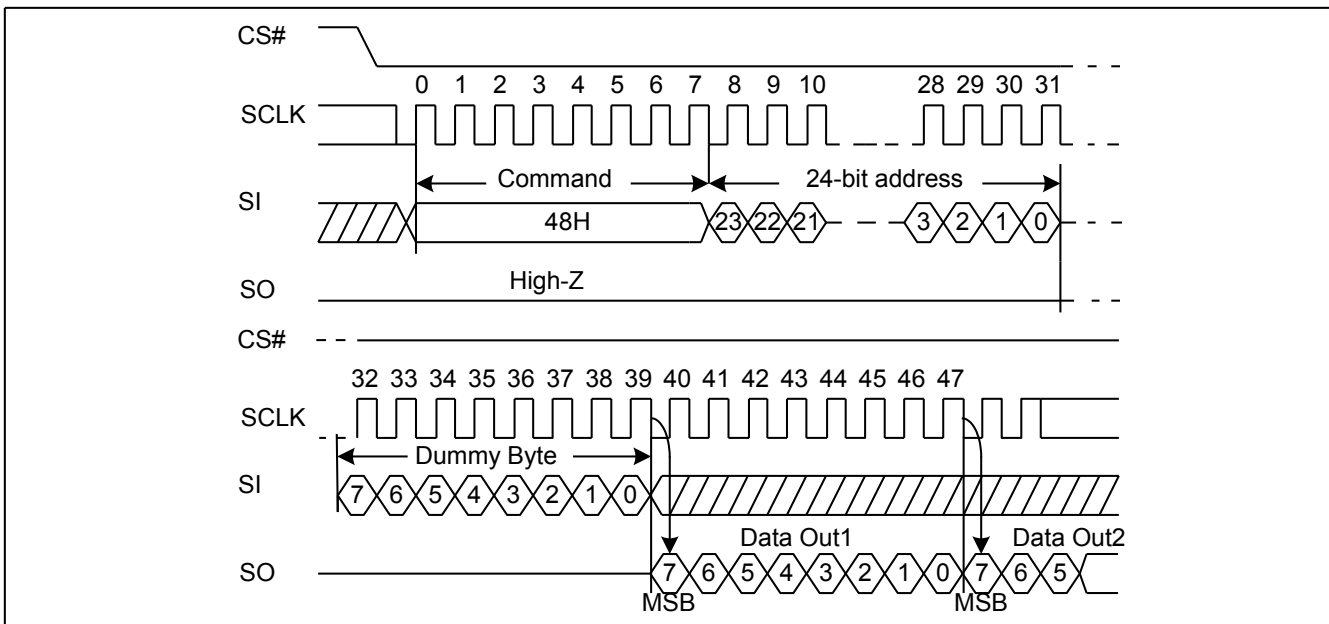 CS#
0 1 2 3 4 5 6 7 8 9 10 28 29 30 31
SCLK
Command 24-bit address
SI
48H 23 22 21 3 2 1 0
High-Z
SO
CS#
32 33 34 35 36 37 38 39 40 41 42 43 44 45 46 47
SCLK
Dummy Byte
SI
7 6 5 4 3 2 1 0
Data Out1 Data Out2
SO
7 6 5 4 3 2 1 0 7 6 5
MSB MSB